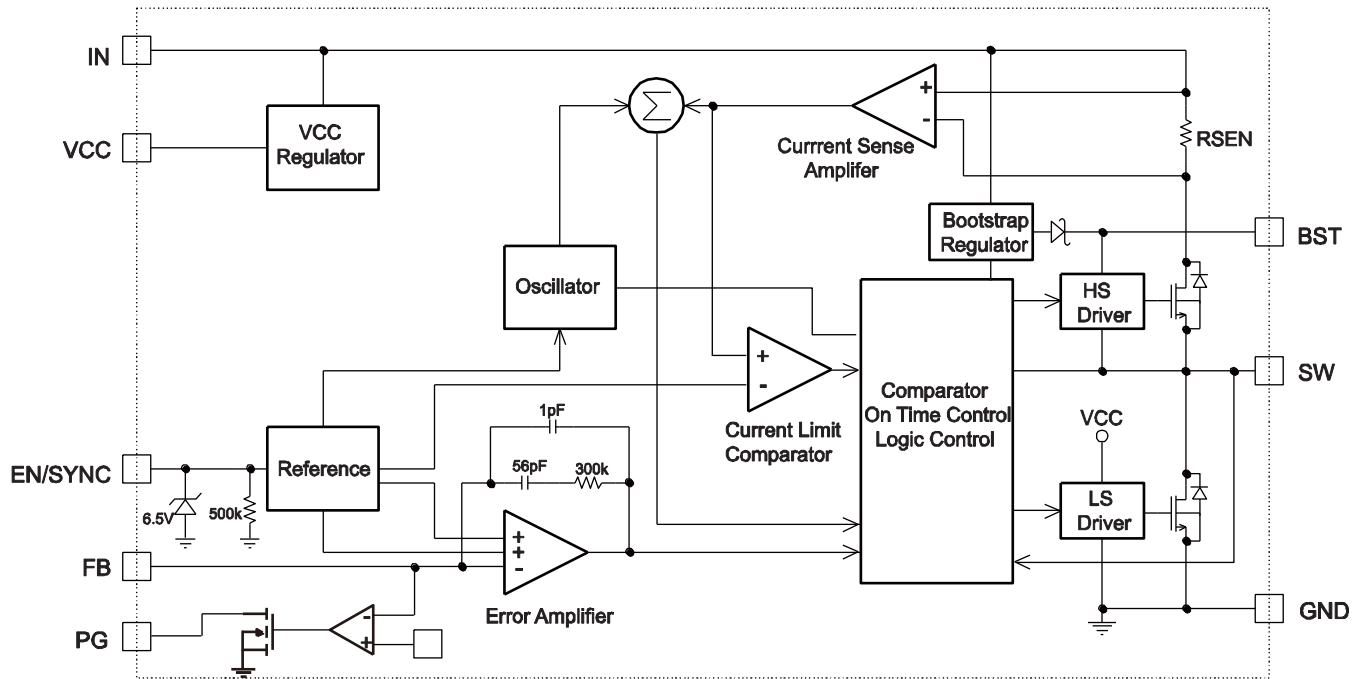 IN
VCC
VCC
Regulator
Σ
+
-
Currrent Sense
Amplifer
RSEN
Bootstrap
Regulator
BST
Oscillator
HS
Driver
+
-
Current Limit
Comparator
Comparator
On Time Control
Logic Control
SW
VCC
1pF
56pF
300k
EN/SYNC
Reference
6.5V
500k
LS
Driver
+
+
-
Error Amplifier
FB
PG
-
+
GND